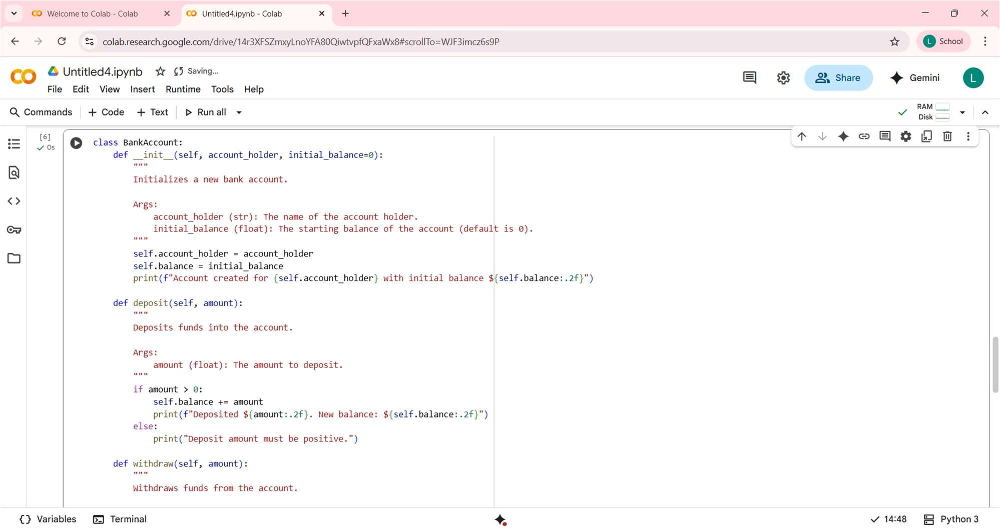 Welcome to Colab - Colab
Untitled4.ipynb - Colab
colab.research.google.com/drive/14r3XFSZmxyLnoYFA80QiwtvpfQFxaWx8#scrollTo=WJF3imcz6s9P
L School
Untitled4.ipynb
Saving...
File Edit View Insert Runtime Tools Help
Share
Gemini
L
Commands + Code + Text Run all
RAM
Disk
[6]
0s
class BankAccount:
    def __init__(self, account_holder, initial_balance=0):
        """
        Initializes a new bank account.
        Args:
            account_holder (str): The name of the account holder.
            initial_balance (float): The starting balance of the account (default is 0).
        """
        self.account_holder = account_holder
        self.balance = initial_balance
        print(f"Account created for {self.account_holder} with initial balance ${self.balance:.2f}")
    def deposit(self, amount):
        """
        Deposits funds into the account.
        Args:
            amount (float): The amount to deposit.
        """
        if amount > 0:
            self.balance += amount
            print(f"Deposited ${amount:.2f}. New balance: ${self.balance:.2f}")
        else:
            print("Deposit amount must be positive.")
    def withdraw(self, amount):
        """
        Withdraws funds from the account.
{} Variables
Terminal
14:48
Python 3